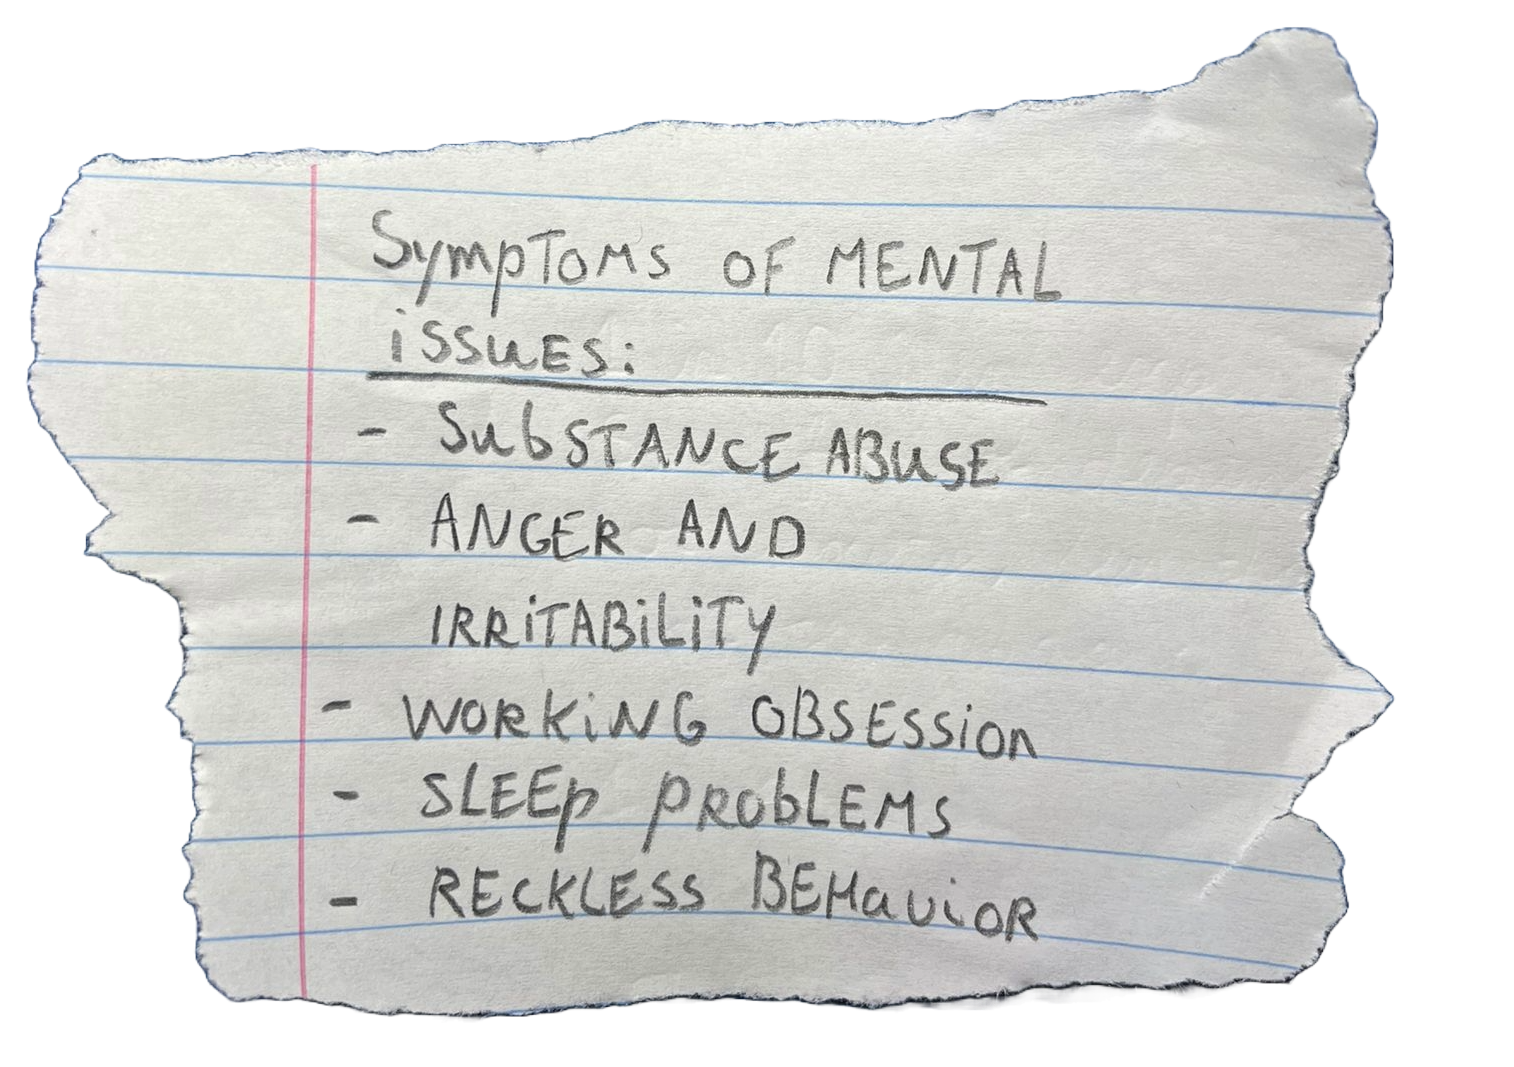 Symptoms OF MENTAL
issues:
- Substance Abuse
- ANGER AND
IRRiTABiLiTY
- WORKiNG OBSESSion
- SLEEp pRObLEMS
- RECKLESS BEHaviOR